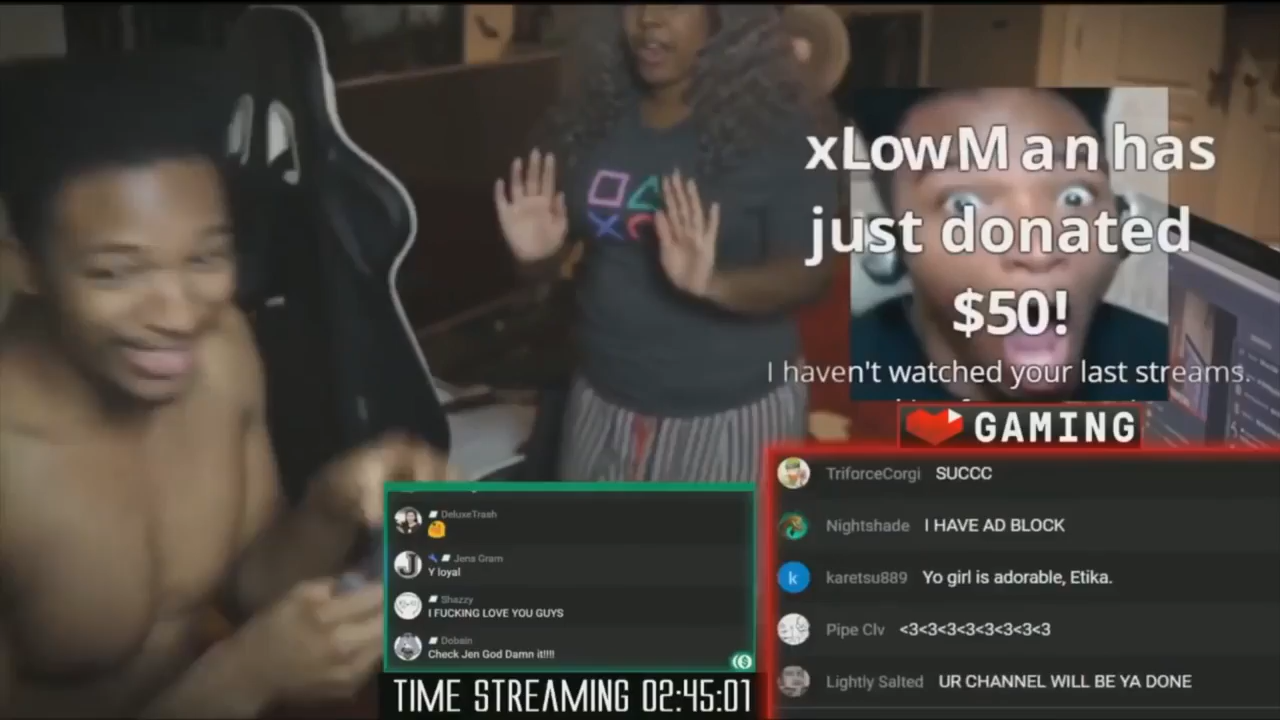 xLowMan has
just donated
$50!
I haven't watched your last streams.
GAMING
TriforceCorgi SUCCC
Nightshade I HAVE AD BLOCK
k karetsu889 Yo girl is adorable, Etika.
Pipe Clv <3<3<3<3<3<3<3<3
Lightly Salted UR CHANNEL WILL BE YA DONE
DeluxeTrash
J Jens Gram
Y loyal
Shazzy
I FUCKING LOVE YOU GUYS
Dobsin
Check Jen God Damn it!!!!
TIME STREAMING 02:45:01